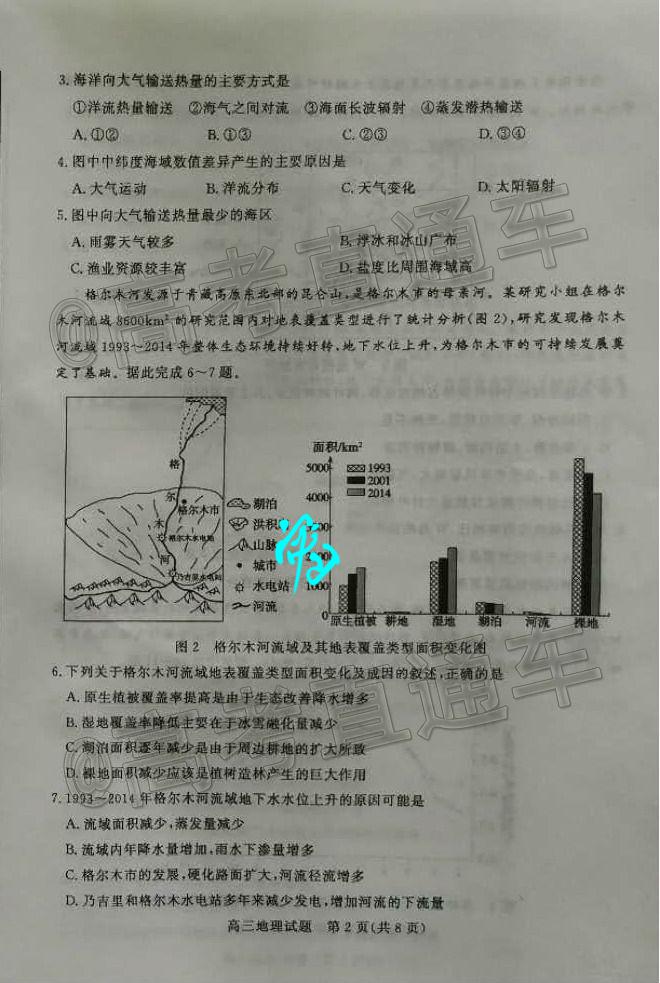 3.海洋向大气输送热量的主要方式是
①洋流热量输送 ②海气之间对流 ③海面长波辐射 ④蒸发潜热输送
A.①② B.①③ C.②③ D.③④
4.图中中纬度海域数值差异产生的主要原因是
A.大气运动 B.洋流分布 C.天气变化 D.太阳辐射
5.图中向大气输送热量最少的海区
A.雨雾天气较多 B.浮冰和冰山广布
C.渔业资源较丰富 D.盐度比周围海域高
格尔木河发源于青藏高原东北部的昆仑山,是格尔木市的母亲河。某研究小组在格尔
木河流域8600km²的研究范围内对地表覆盖类型进行了统计分析(图2),研究发现格尔木
河流域1993~2014年整体生态环境持续好转、地下水位上升,为格尔木市的可持续发展奠
定了基础。据此完成6~7题。
格
尔
木
河
格尔木市
格尔木水电站
乃吉里水电站
湖泊
洪积
山脉
城市
水电站
河流
面积/km²
5000
4000
1000
0
1993
2001
2014
原生植被 耕地 湿地 湖泊 河流 裸地
图2 格尔木河流域及其地表覆盖类型面积变化图
6.下列关于格尔木河流域地表覆盖类型面积变化及成因的叙述,正确的是
A.原生植被覆盖率提高是由于生态改善降水增多
B.湿地覆盖率降低主要在于冰雪融化量减少
C.湖泊面积逐年减少是由于周边耕地的扩大所致
D.裸地面积减少应该是植树造林产生的巨大作用
7.1993~2014年格尔木河流域地下水水位上升的原因可能是
A.流域面积减少,蒸发量减少
B.流域内年降水量增加,雨水下渗量增多
C.格尔木市的发展,硬化路面扩大,河流径流增多
D.乃吉里和格尔木水电站多年来减少发电,增加河流的下流量
高三地理试题 第2页(共8页)
@高考直通车
@高考直通车